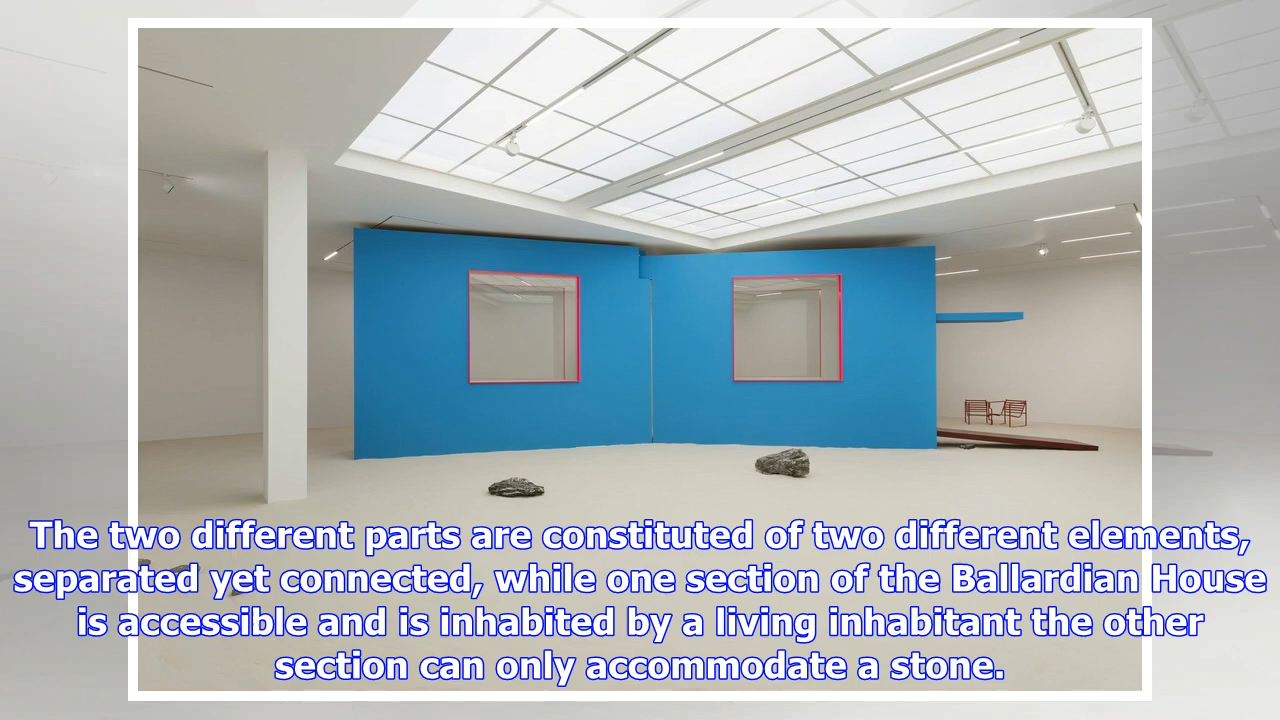 The two different parts are constituted of two different elements,
separated yet connected, while one section of the Ballardian House
is accessible and is inhabited by a living inhabitant the other
section can only accommodate a stone.